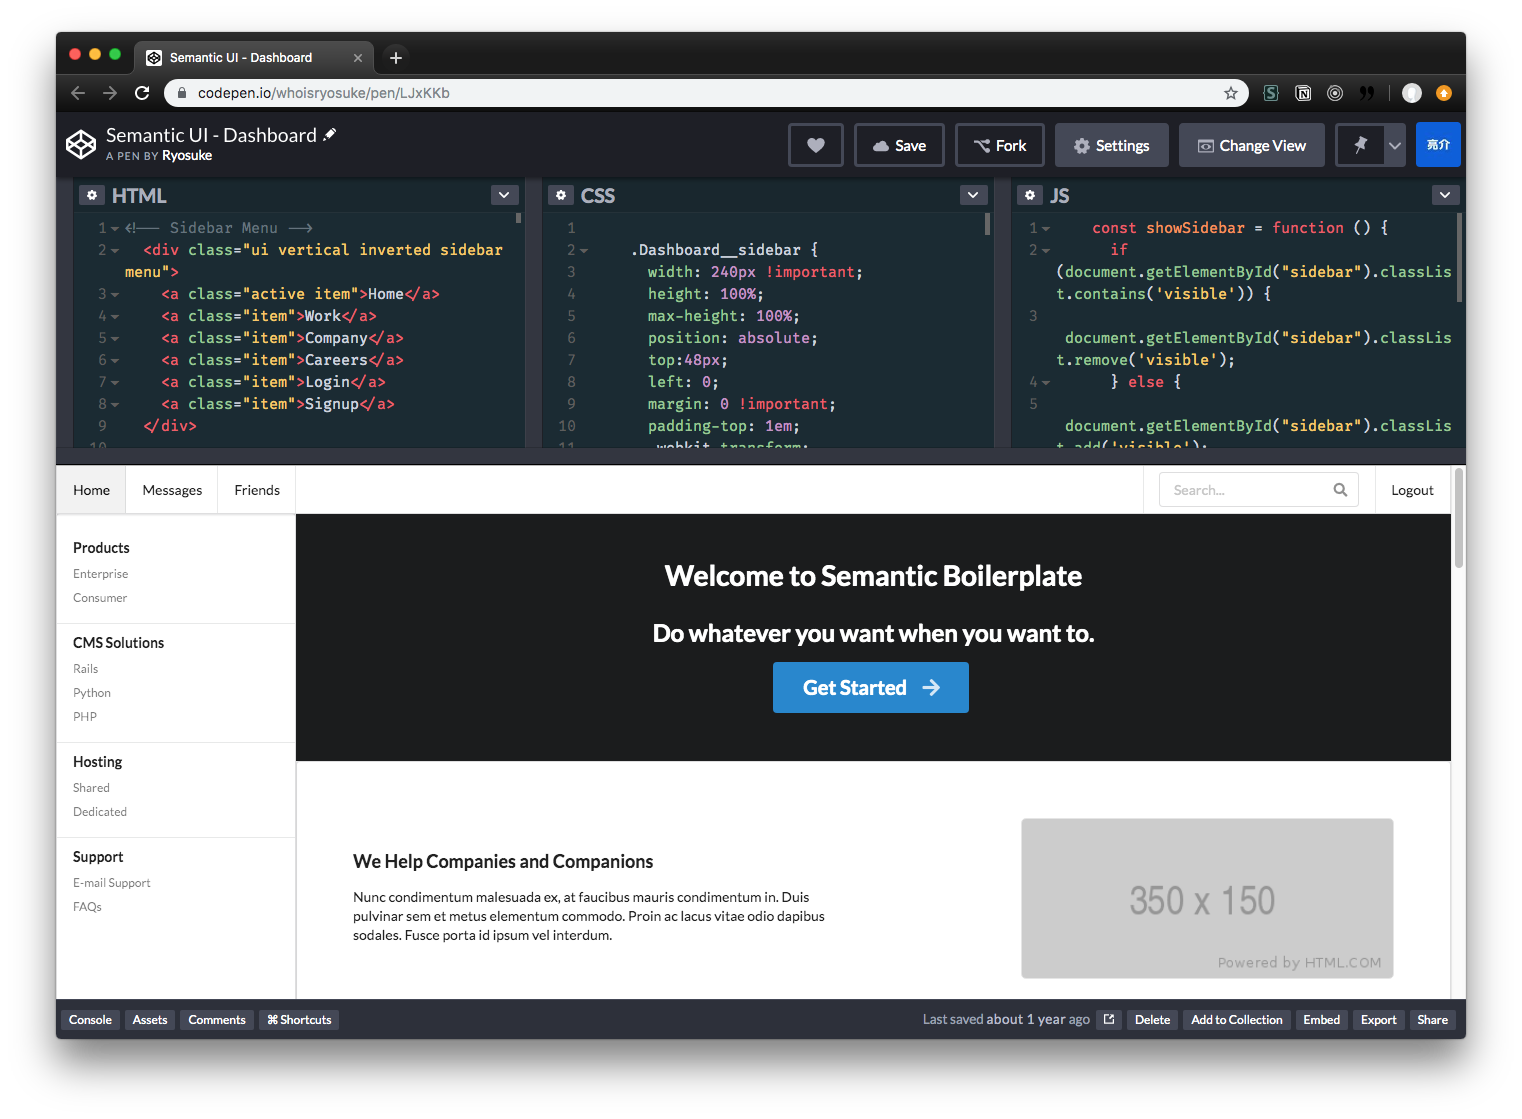 Semantic UI - Dashboard
codepen.io/whoisryosuke/pen/LJxKKb
Semantic UI - Dashboard
A PEN BY Ryosuke
Save
Fork
Settings
Change View
亮介
HTML
1 <!-- Sidebar Menu -->
2 <div class="ui vertical inverted sidebar
menu">
3 <a class="active item">Home</a>
4 <a class="item">Work</a>
5 <a class="item">Company</a>
6 <a class="item">Careers</a>
7 <a class="item">Login</a>
8 <a class="item">Signup</a>
9 </div>
10
CSS
1
2 .Dashboard__sidebar {
3 width: 240px !important;
4 height: 100%;
5 max-height: 100%;
6 position: absolute;
7 top:48px;
8 left: 0;
9 margin: 0 !important;
10 padding-top: 1em;
11 -webkit-transform:
JS
1 const showSidebar = function () {
2 if
(document.getElementById("sidebar").classLis
t.contains('visible')) {
3
document.getElementById("sidebar").classLis
t.remove('visible');
4 } else {
5
document.getElementById("sidebar").classLis
t.add('visible');
Home
Messages
Friends
Search...
Logout
Products
Enterprise
Consumer
CMS Solutions
Rails
Python
PHP
Hosting
Shared
Dedicated
Support
E-mail Support
FAQs
Welcome to Semantic Boilerplate
Do whatever you want when you want to.
Get Started
We Help Companies and Companions
Nunc condimentum malesuada ex, at faucibus mauris condimentum in. Duis
pulvinar sem et metus elementum commodo. Proin ac lacus vitae odio dapibus
sodales. Fusce porta id ipsum vel interdum.
350 x 150
Powered by HTML.COM
Console
Assets
Comments
⌘ Shortcuts
Last saved about 1 year ago
Delete
Add to Collection
Embed
Export
Share